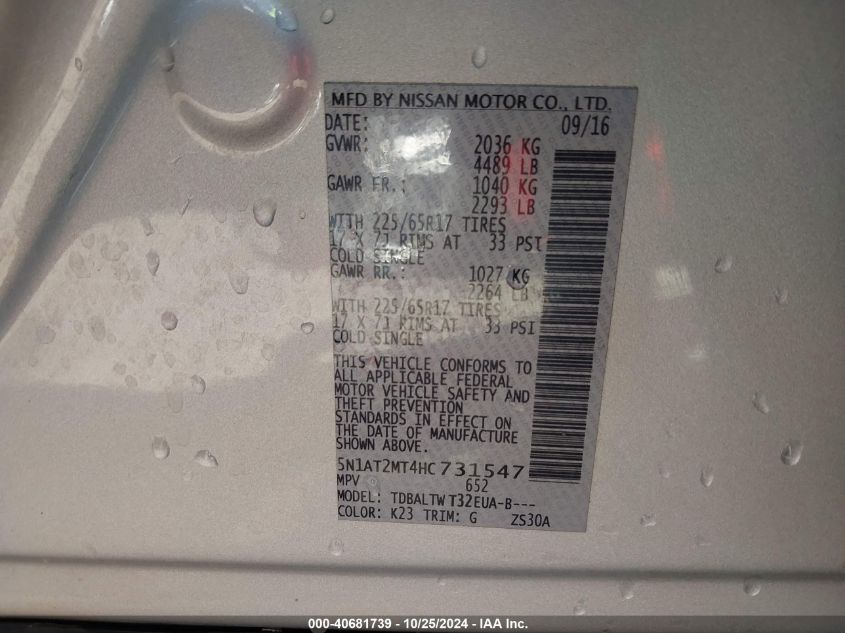 MFD BY NISSAN MOTOR CO., LTD.
DATE: 09/16
GVWR: 2036 KG
4489 LB
GAWR FR.: 1040 KG
2293 LB
WITH 225/65R17 TIRES
17 X 7J RIMS AT 33 PSI
COLD SINGLE
GAWR RR.: 1027 KG
2264 LB
WITH 225/65R17 TIRES
17 X 7J RIMS AT 33 PSI
COLD SINGLE
THIS VEHICLE CONFORMS TO
ALL APPLICABLE FEDERAL
MOTOR VEHICLE SAFETY AND
THEFT PREVENTION
STANDARDS IN EFFECT ON
THE DATE OF MANUFACTURE
SHOWN ABOVE.
5N1AT2MT4HC731547
MPV 652
MODEL: TDBALTW T32EUA-B---
COLOR: K23 TRIM: G ZS30A
000-40681739 - 10/25/2024 - IAA Inc.